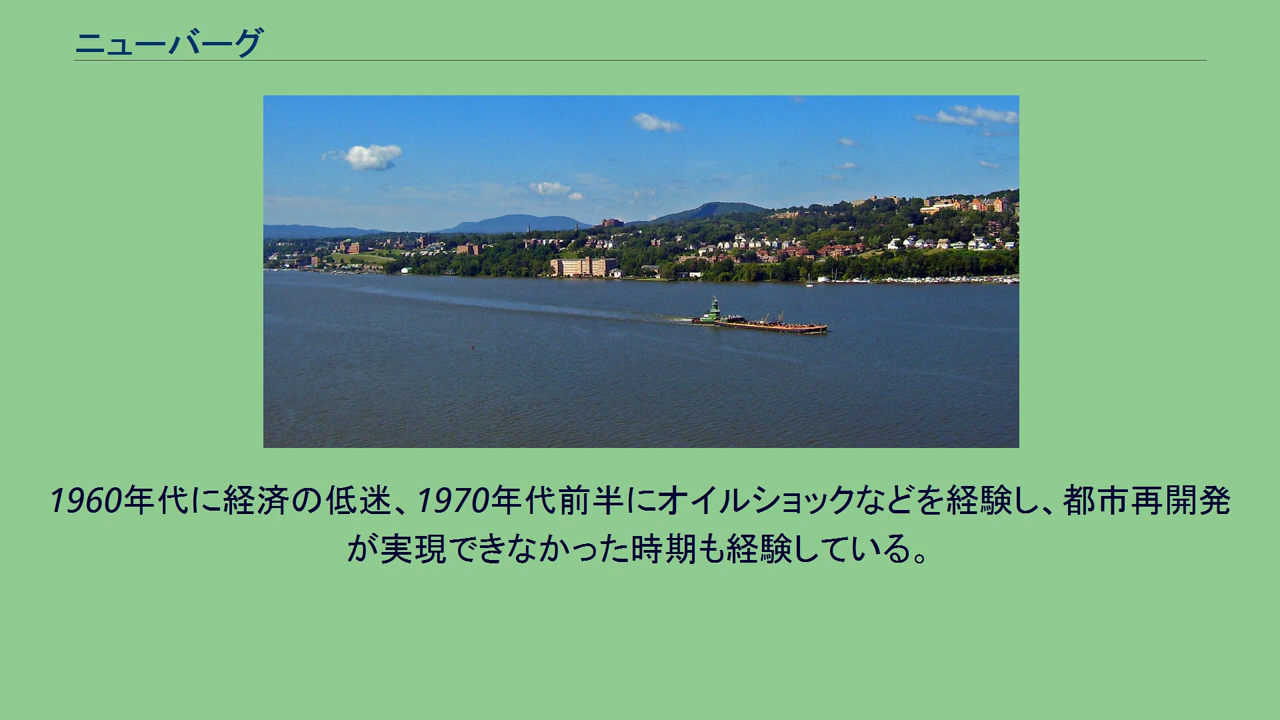 ニューバーグ
1960年代に経済の低迷、1970年代前半にオイルショックなどを経験し、都市再開発
が実現できなかった時期も経験している。